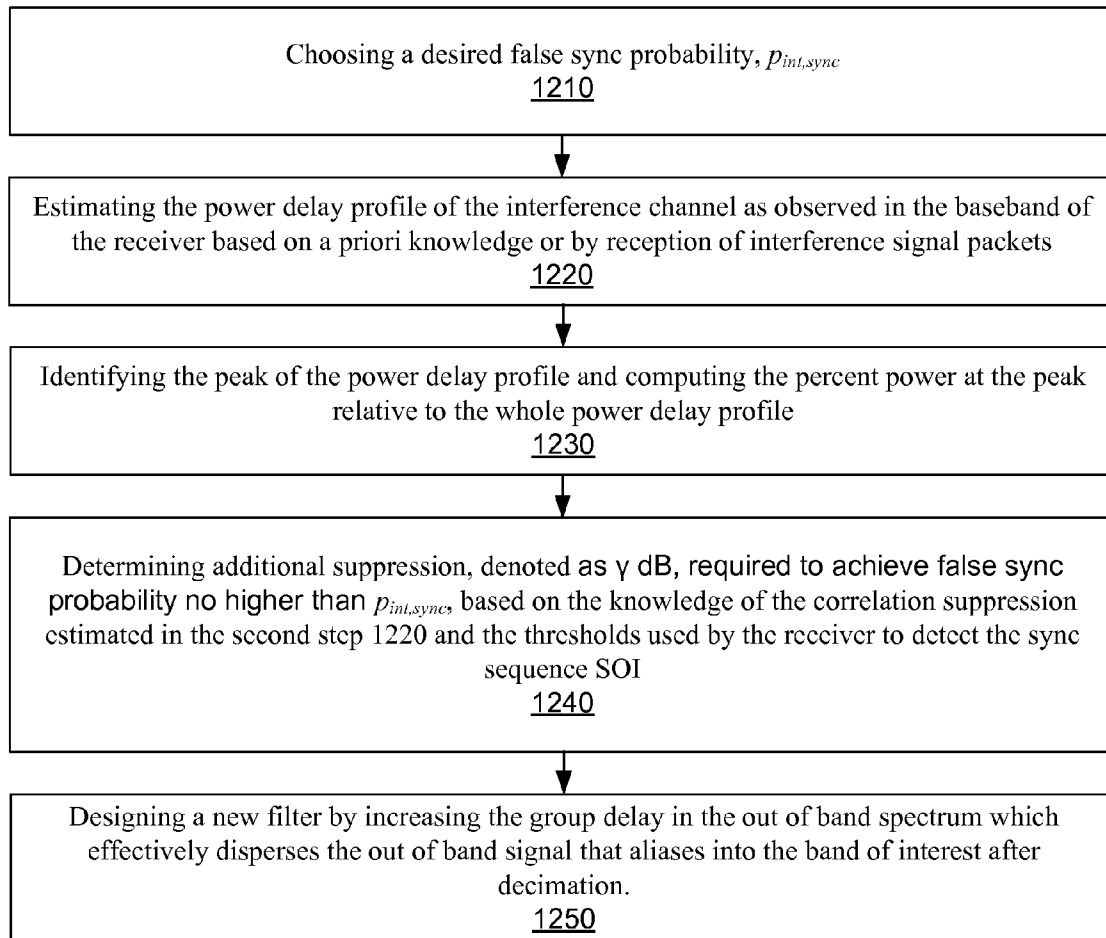 Choosing a desired false sync probability, pint,sync
1210
Estimating the power delay profile of the interference channel as observed in the baseband of
the receiver based on a priori knowledge or by reception of interference signal packets
1220
Identifying the peak of the power delay profile and computing the percent power at the peak
relative to the whole power delay profile
1230
Determining additional suppression, denoted as γ dB, required to achieve false sync
probability no higher than pint,sync, based on the knowledge of the correlation suppression
estimated in the second step 1220 and the thresholds used by the receiver to detect the sync
sequence SOI
1240
Designing a new filter by increasing the group delay in the out of band spectrum which
effectively disperses the out of band signal that aliases into the band of interest after
decimation.
1250